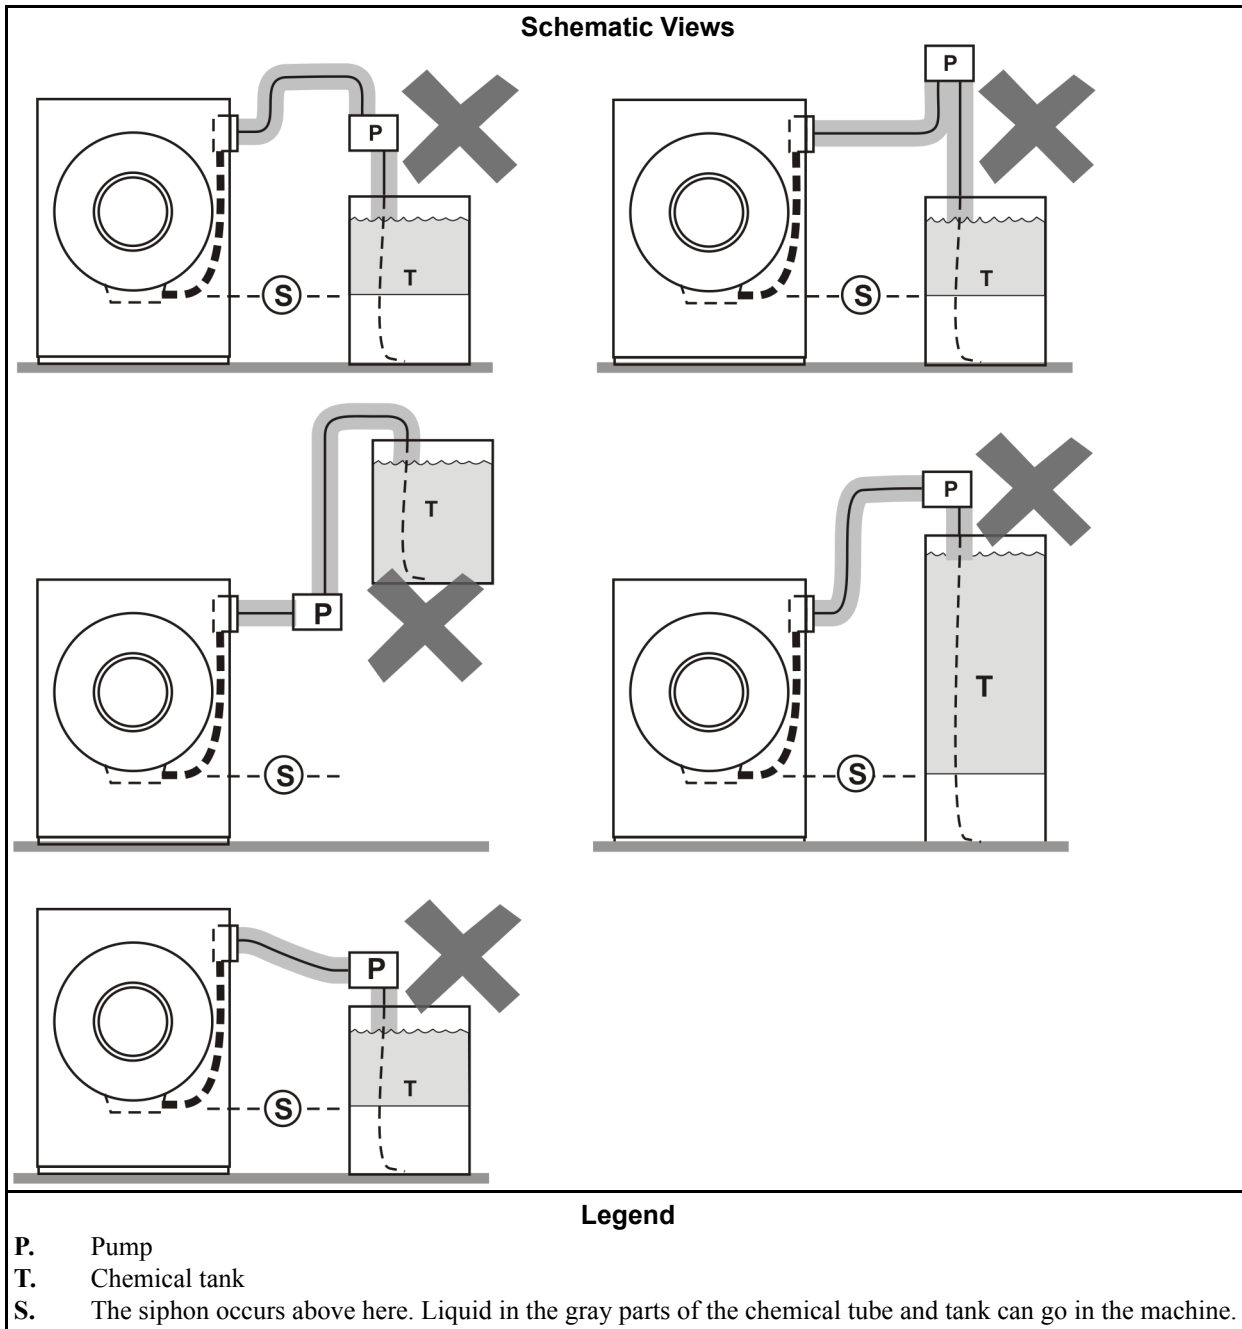 Schematic Views
P
T
S
P
T
S
T
P
S
P
T
S
P
T
S
Legend
P. Pump
T. Chemical tank
S. The siphon occurs above here. Liquid in the gray parts of the chemical tube and tank can go in the machine.